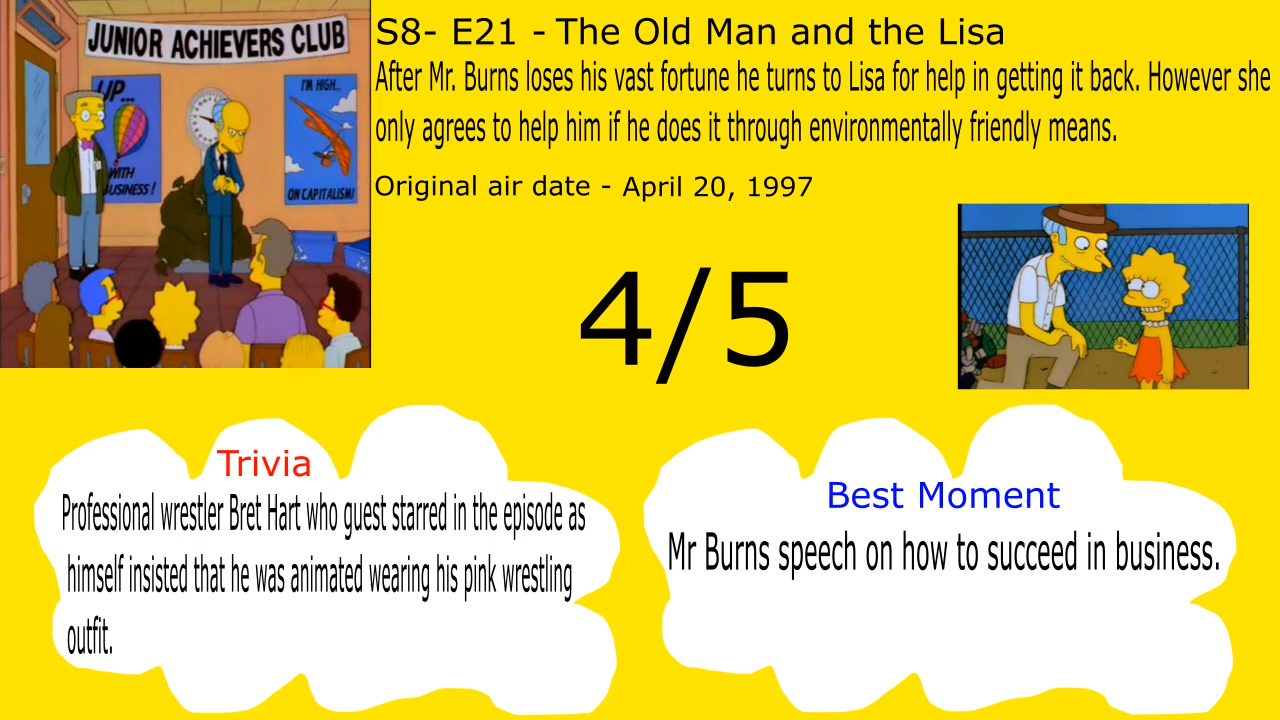 JUNIOR ACHIEVERS CLUB
UP...
WITH
BUSINESS!
I'M HIGH...
ON CAPITALISM!
S8- E21 - The Old Man and the Lisa
After Mr. Burns loses his vast fortune he turns to Lisa for help in getting it back. However she
only agrees to help him if he does it through environmentally friendly means.
Original air date - April 20, 1997
4/5
Trivia
Professional wrestler Bret Hart who guest starred in the episode as
himself insisted that he was animated wearing his pink wrestling
outfit.
Best Moment
Mr Burns speech on how to succeed in business.